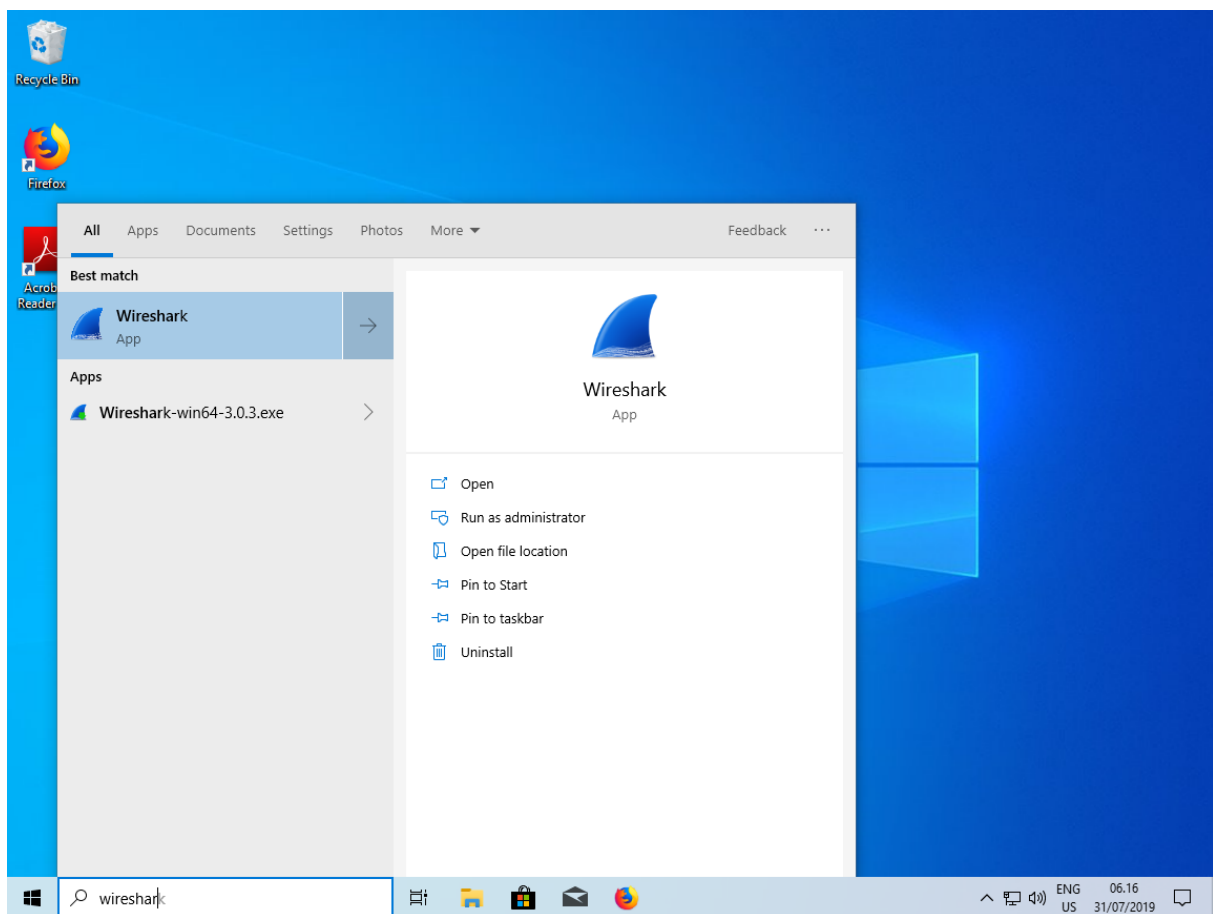 Recycle Bin
Firefox
Acrob
Reader
All Apps Documents Settings Photos More Feedback ...
Best match
Wireshark
App
Apps
Wireshark-win64-3.0.3.exe
Wireshark
App
Open
Run as administrator
Open file location
Pin to Start
Pin to taskbar
Uninstall
wireshark
ENG
US
06.16
31/07/2019